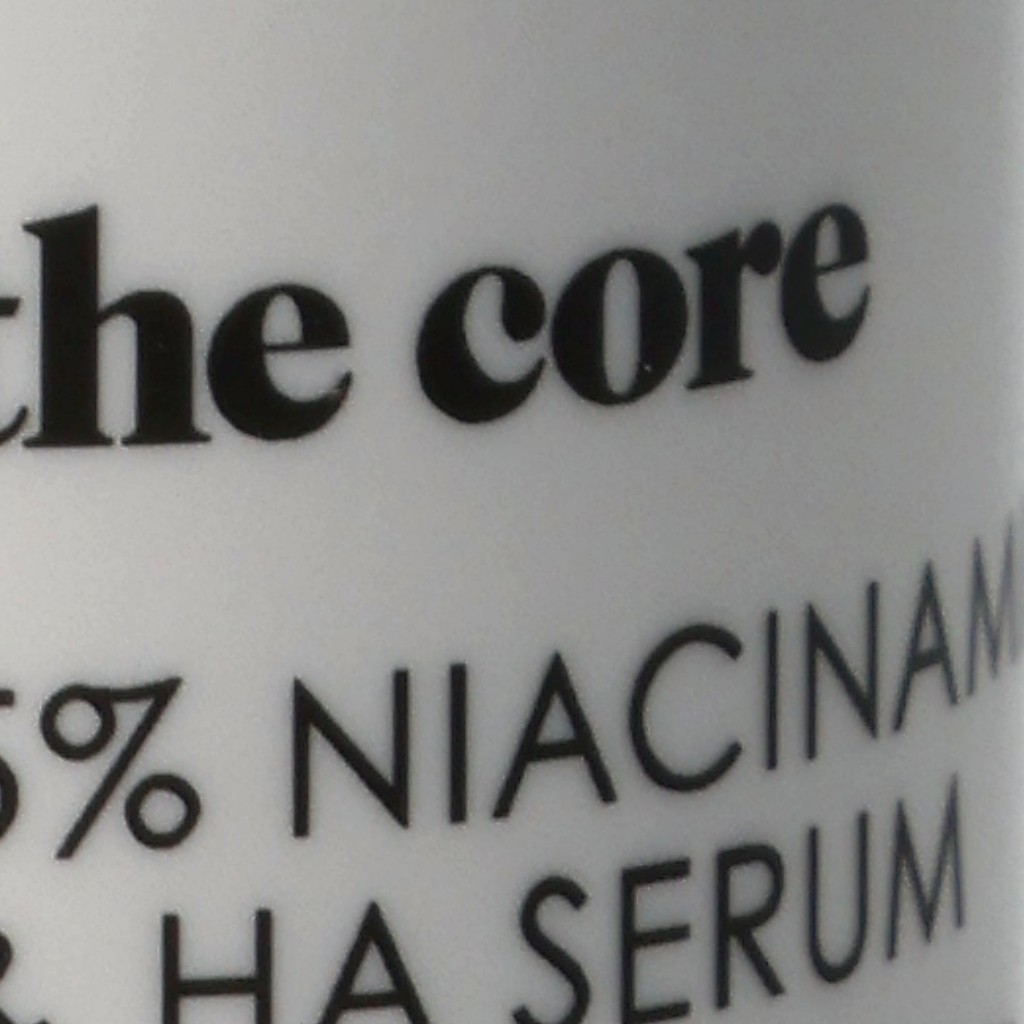 the core
5% NIACINAM
& HA SERUM